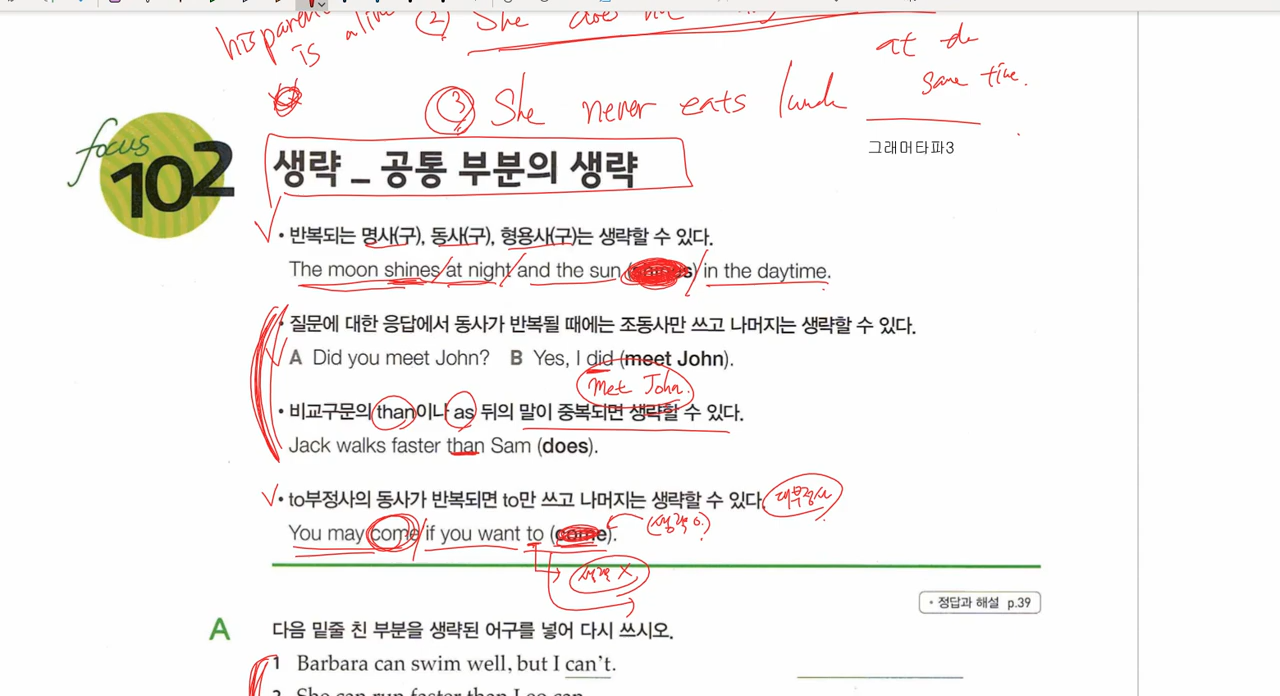 his parent
is alive
② She does not
at de
same time.
③ She never eats lunch
그래머타파3
focus
102
생략 _ 공통 부분의 생략
• 반복되는 명사(구), 동사(구), 형용사(구)는 생략할 수 있다.
The moon shines / at night / and the sun ( s) / in the daytime.
• 질문에 대한 응답에서 동사가 반복될 때에는 조동사만 쓰고 나머지는 생략할 수 있다.
A Did you meet John? B Yes, I did (meet John).
met John.
• 비교구문의 than이나 as 뒤의 말이 중복되면 생략할 수 있다.
Jack walks faster than Sam (does).
• to부정사의 동사가 반복되면 to만 쓰고 나머지는 생략할 수 있다. 대부정사
You may come / if you want to (come). (생략 o.)
생략 X
• 정답과 해설 p.39
A 다음 밑줄 친 부분을 생략된 어구를 넣어 다시 쓰시오.
1 Barbara can swim well, but I can't.
2 She can run faster than Leo can.